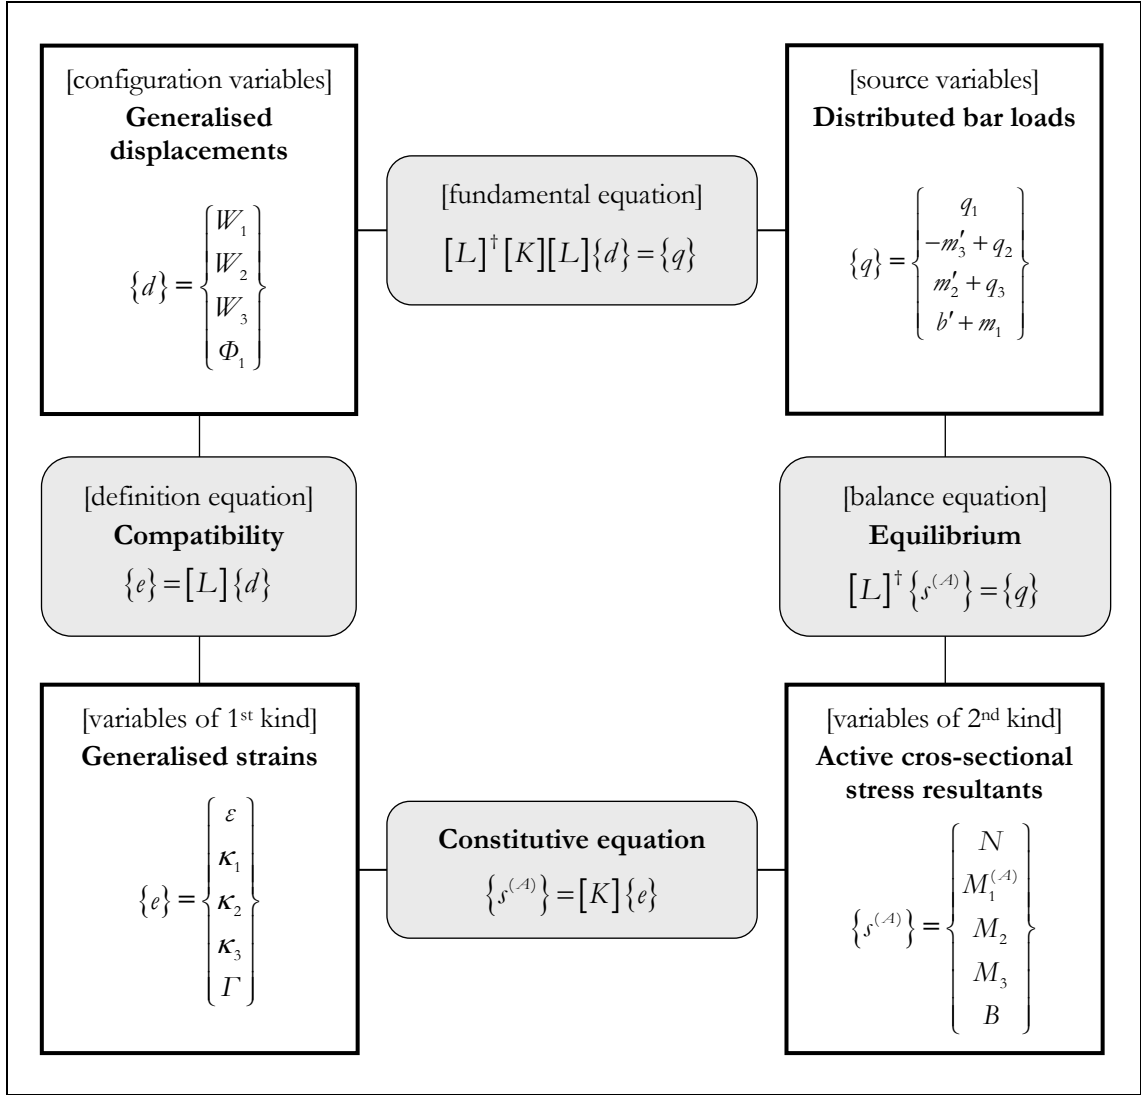 [configuration variables]
Generalised
displacements
{d} = {W₁
W₂
W₃
Φ₁}
[fundamental equation]
[L]†[K][L]{d} = {q}
[source variables]
Distributed bar loads
{q} = {q₁
−m′₃ + q₂
m′₂ + q₃
b′ + m₁}
[definition equation]
Compatibility
{e} = [L]{d}
[balance equation]
Equilibrium
[L]†{s⁽ᴬ⁾} = {q}
[variables of 1st kind]
Generalised strains
{e} = {ε
κ₁
κ₂
κ₃
Γ}
Constitutive equation
{s⁽ᴬ⁾} = [K]{e}
[variables of 2nd kind]
Active cros-sectional
stress resultants
{s⁽ᴬ⁾} = {N
M₁⁽ᴬ⁾
M₂
M₃
B}